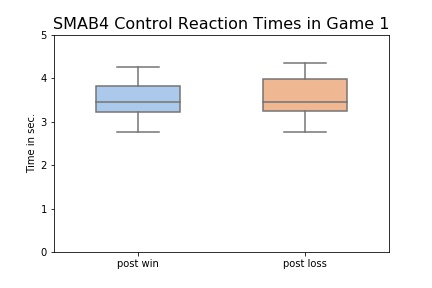 SMAB4 Control Reaction Times in Game 1
5
4
3
2
1
0
Time in sec.
post win
post loss